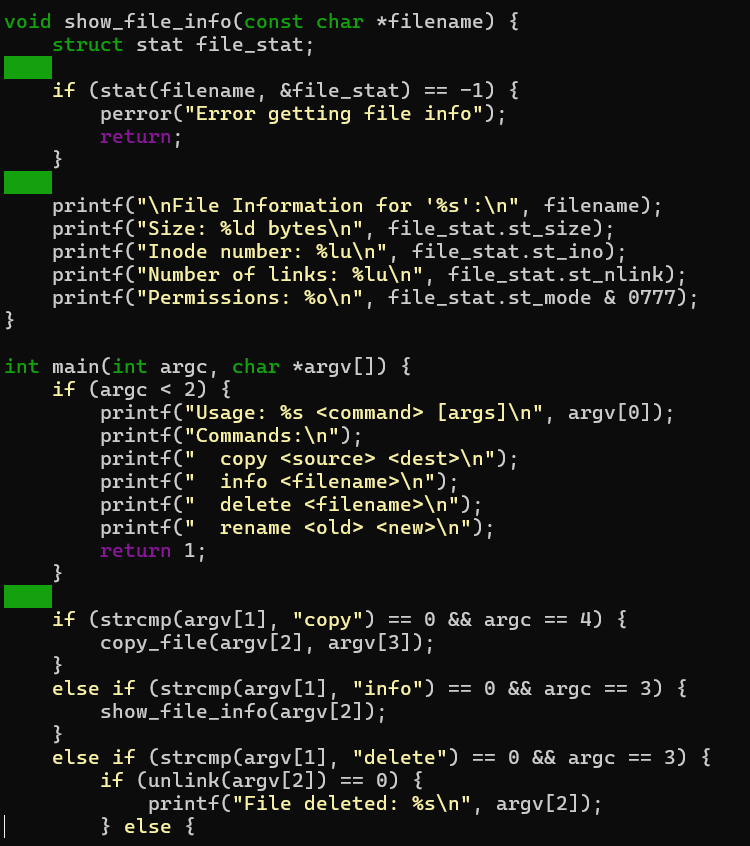 void show_file_info(const char *filename) {
    struct stat file_stat;

    if (stat(filename, &file_stat) == -1) {
        perror("Error getting file info");
        return;
    }

    printf("\nFile Information for '%s':\n", filename);
    printf("Size: %ld bytes\n", file_stat.st_size);
    printf("Inode number: %lu\n", file_stat.st_ino);
    printf("Number of links: %lu\n", file_stat.st_nlink);
    printf("Permissions: %o\n", file_stat.st_mode & 0777);
}

int main(int argc, char *argv[]) {
    if (argc < 2) {
        printf("Usage: %s <command> [args]\n", argv[0]);
        printf("Commands:\n");
        printf("  copy <source> <dest>\n");
        printf("  info <filename>\n");
        printf("  delete <filename>\n");
        printf("  rename <old> <new>\n");
        return 1;
    }

    if (strcmp(argv[1], "copy") == 0 && argc == 4) {
        copy_file(argv[2], argv[3]);
    }
    else if (strcmp(argv[1], "info") == 0 && argc == 3) {
        show_file_info(argv[2]);
    }
    else if (strcmp(argv[1], "delete") == 0 && argc == 3) {
        if (unlink(argv[2]) == 0) {
            printf("File deleted: %s\n", argv[2]);
        } else {